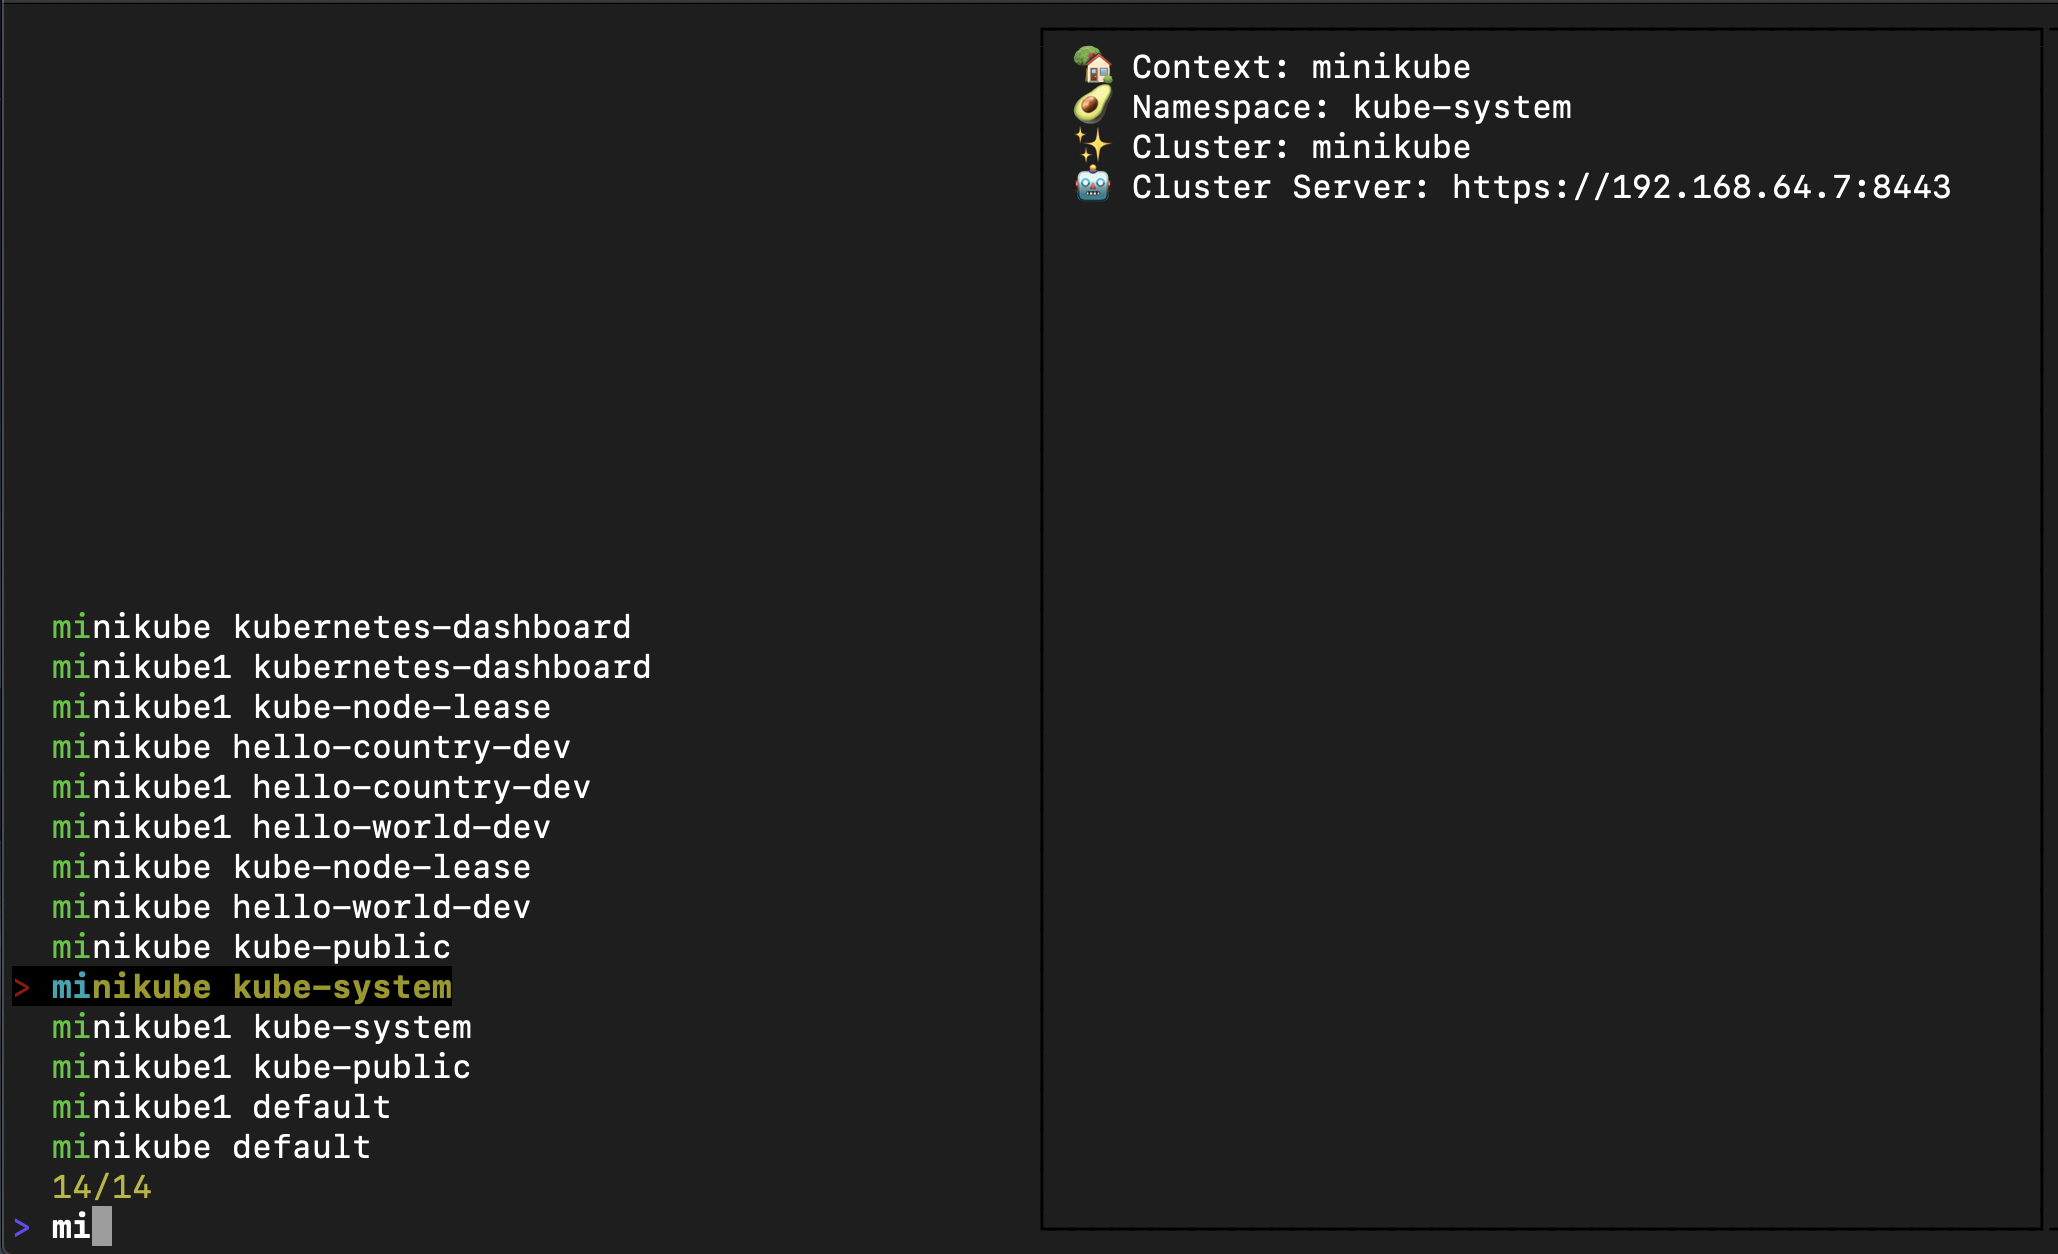 Context: minikube
Namespace: kube-system
Cluster: minikube
Cluster Server: https://192.168.64.7:8443
minikube kubernetes-dashboard
minikube1 kubernetes-dashboard
minikube1 kube-node-lease
minikube hello-country-dev
minikube1 hello-country-dev
minikube1 hello-world-dev
minikube kube-node-lease
minikube hello-world-dev
minikube kube-public
> minikube kube-system
minikube1 kube-system
minikube1 kube-public
minikube1 default
minikube default
14/14
> mi